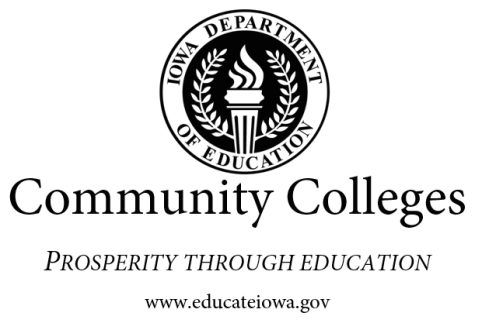 IOWA DEPARTMENT
OF EDUCATION
Community Colleges
PROSPERITY THROUGH EDUCATION
www.educateiowa.gov